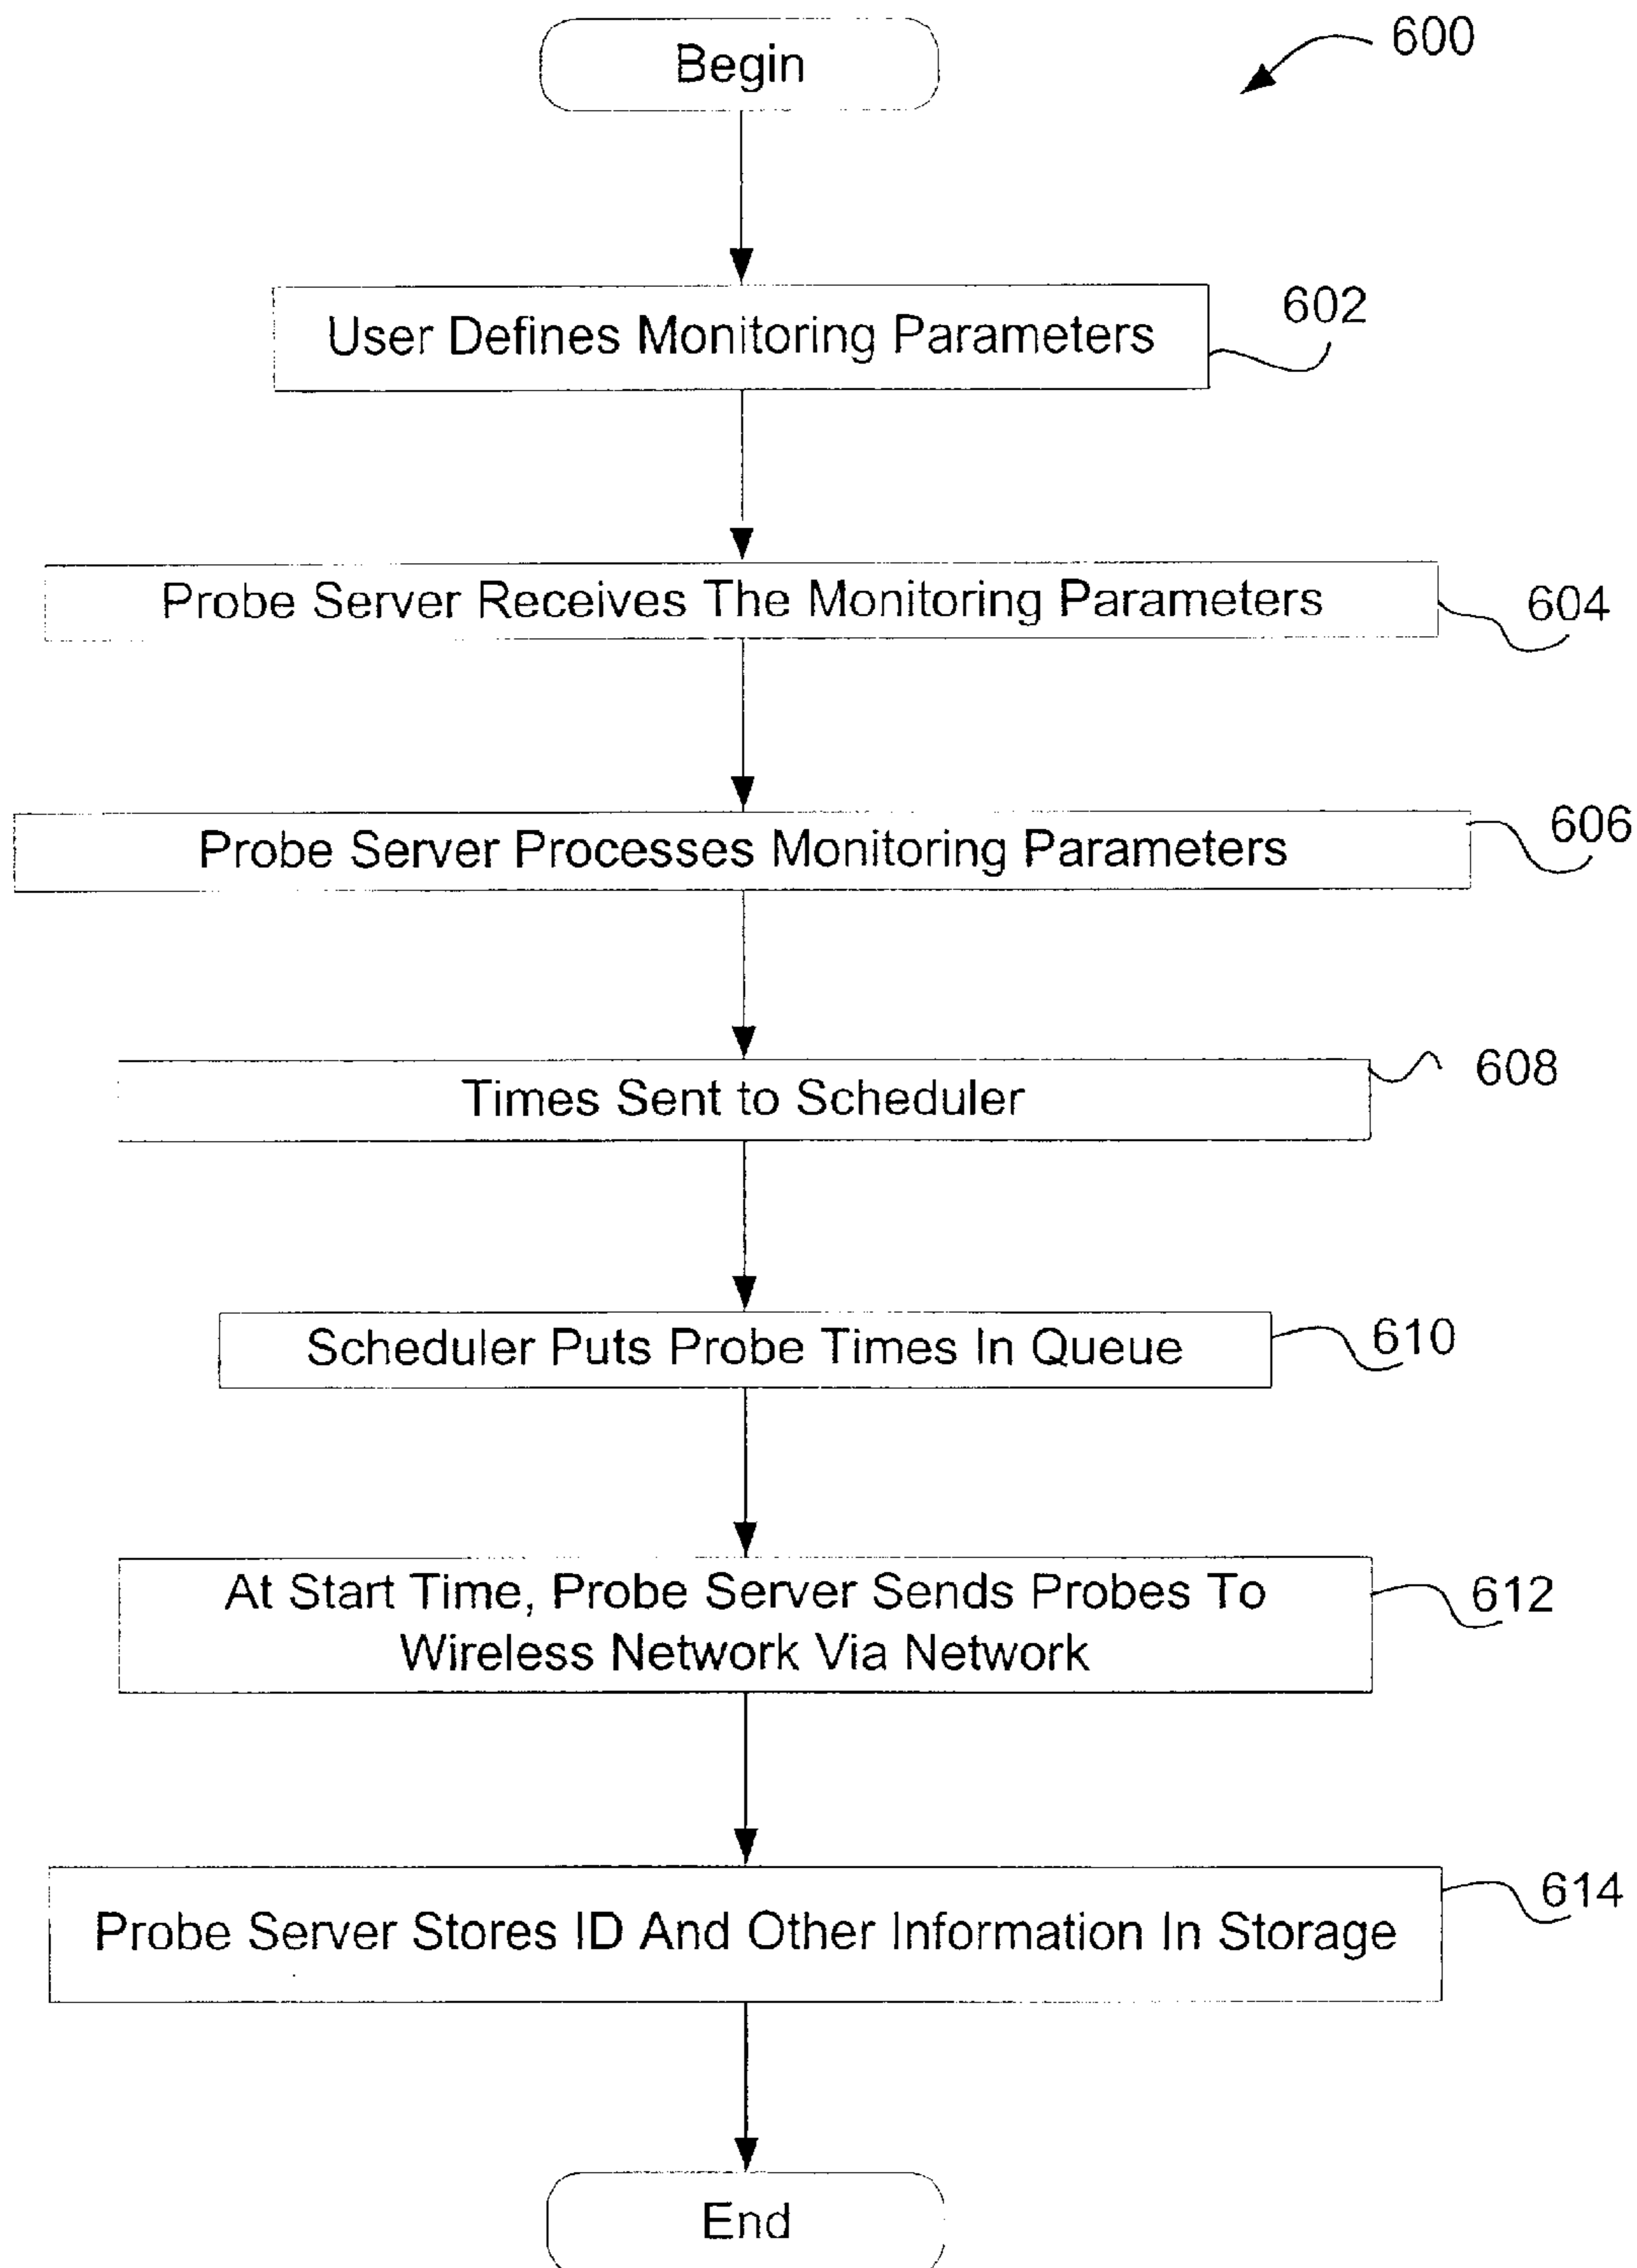 Begin
600
User Defines Monitoring Parameters
602
Probe Server Receives The Monitoring Parameters
604
Probe Server Processes Monitoring Parameters
606
Times Sent to Scheduler
608
Scheduler Puts Probe Times In Queue
610
At Start Time, Probe Server Sends Probes To
Wireless Network Via Network
612
Probe Server Stores ID And Other Information In Storage
614
End